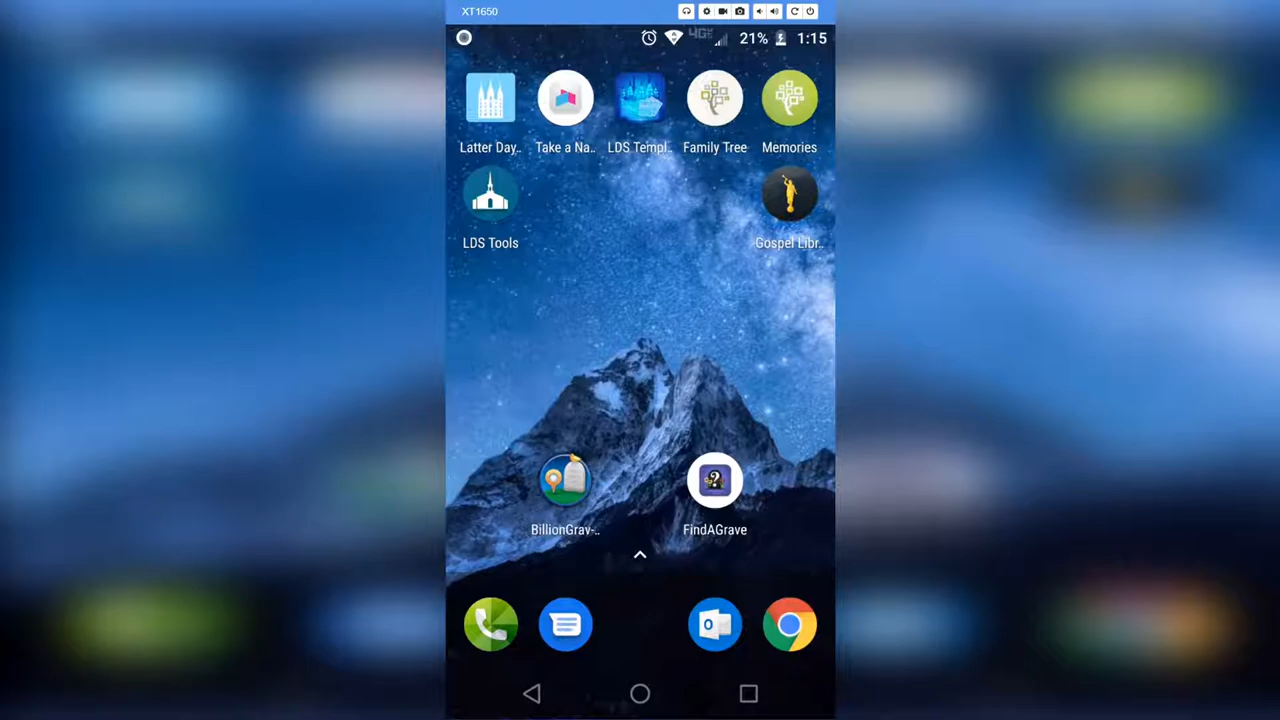 XT1650
4G 21% 1:15
Latter Day.. Take a Na.. LDS Templ.. Family Tree Memories
LDS Tools Gospel Libr..
BillionGrav-.. FindAGrave